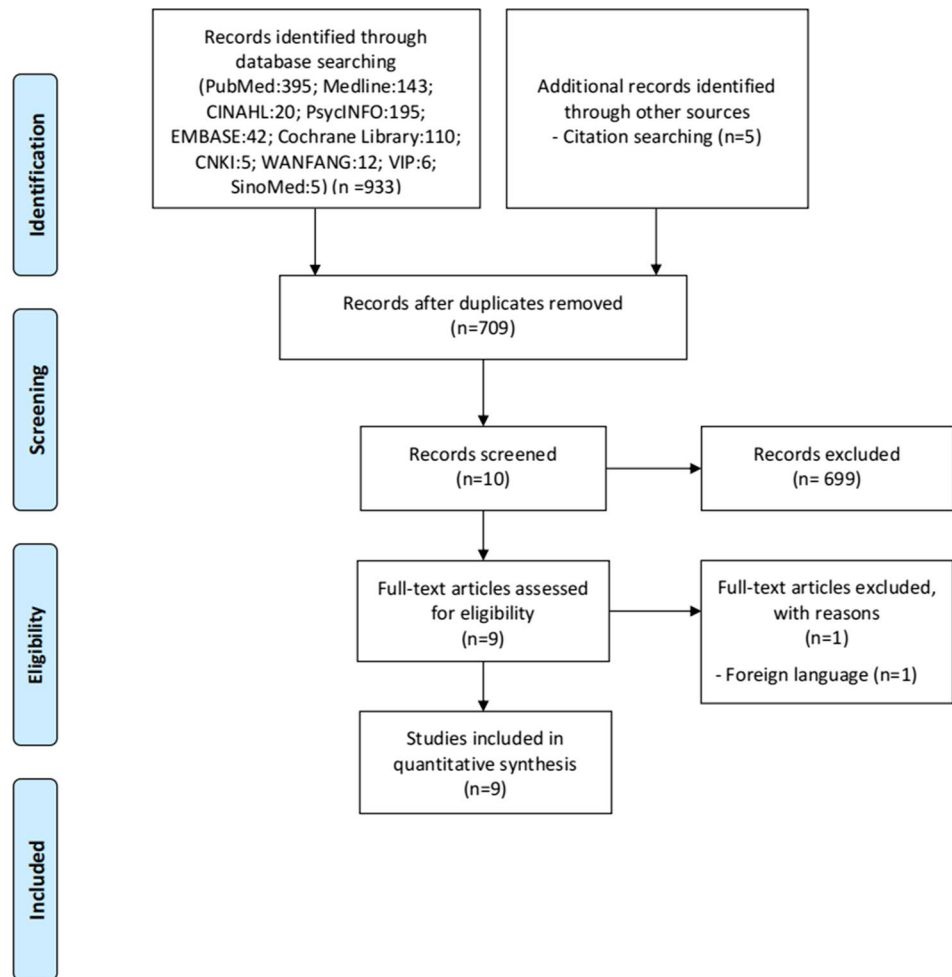 Records identified through
database searching
(PubMed:395; Medline:143;
CINAHL:20; PsycINFO:195;
EMBASE:42; Cochrane Library:110;
CNKI:5; WANFANG:12; VIP:6;
SinoMed:5) (n =933)
Additional records identified
through other sources
- Citation searching (n=5)
Identification
Records after duplicates removed
(n=709)
Screening
Records screened
(n=10)
Records excluded
(n= 699)
Full-text articles assessed
for eligibility
(n=9)
Full-text articles excluded,
with reasons
(n=1)
- Foreign language (n=1)
Eligibility
Studies included in
quantitative synthesis
(n=9)
Included